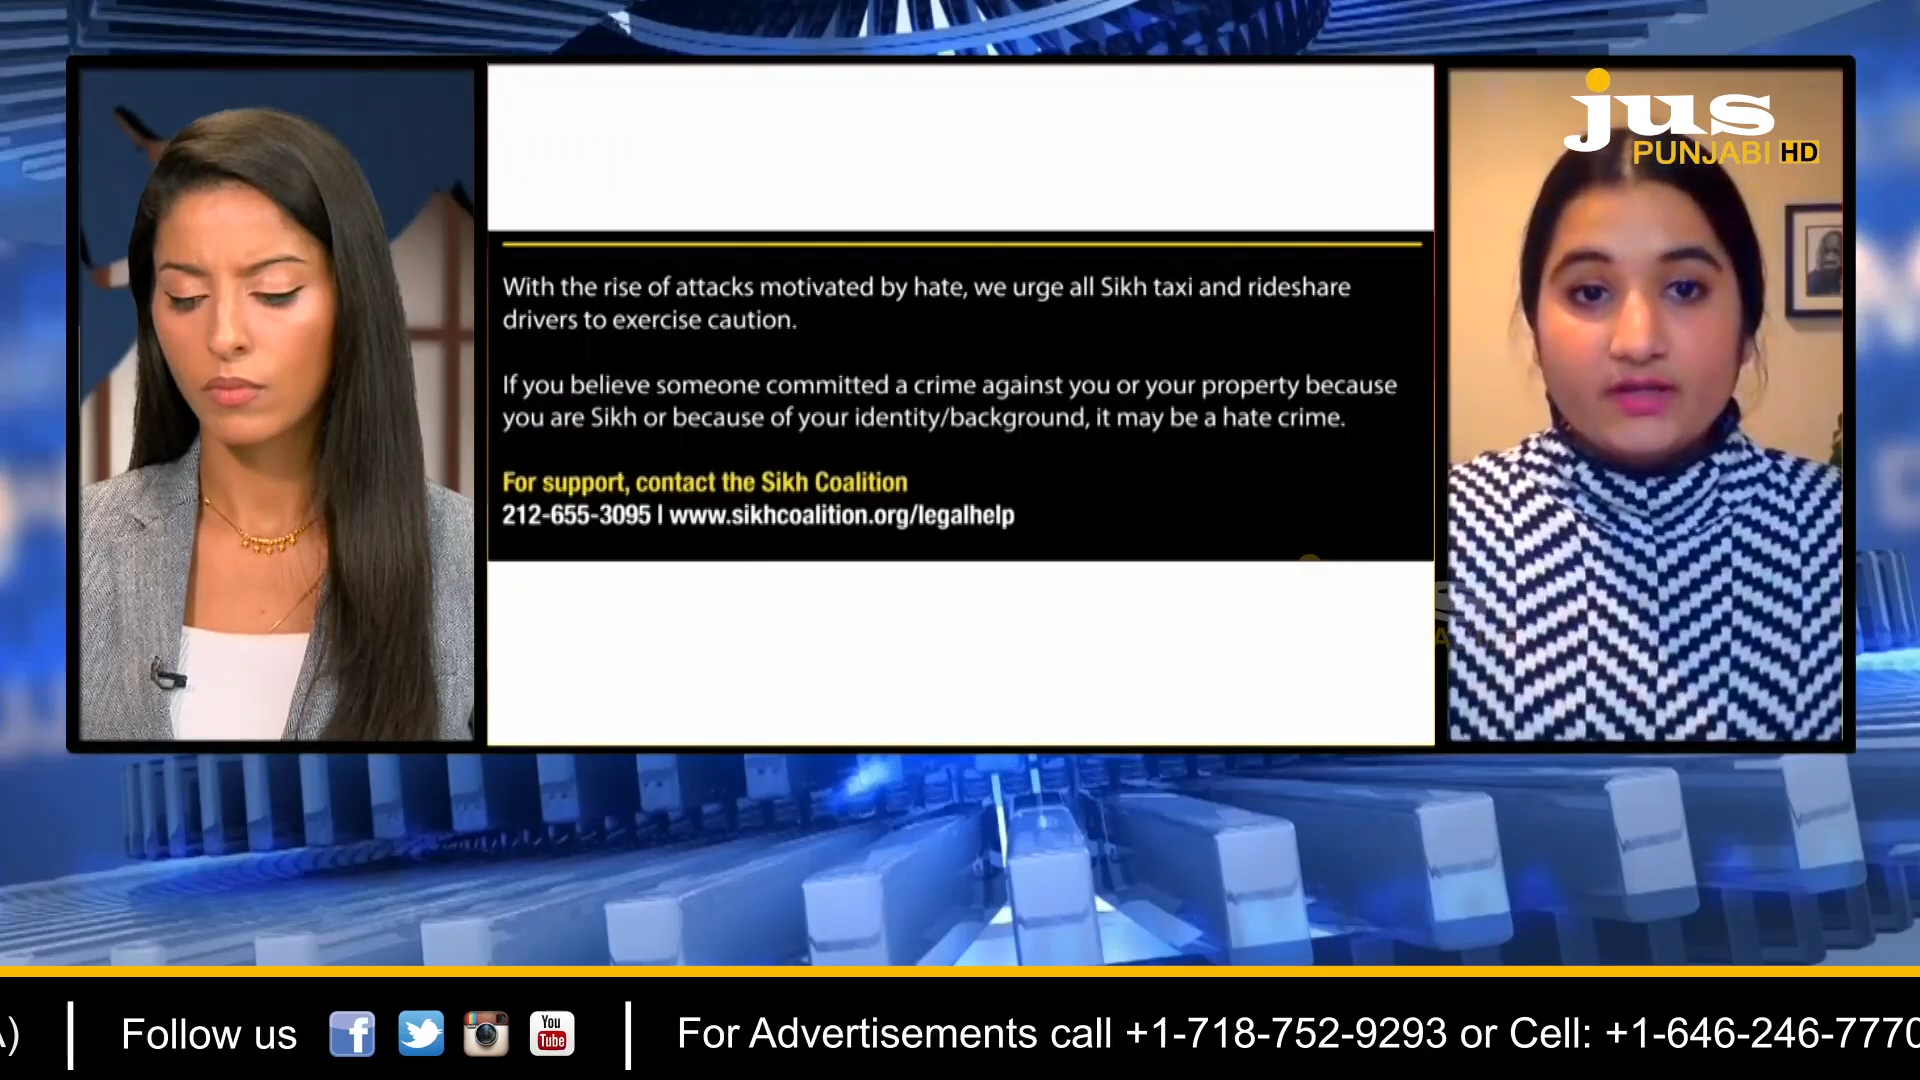 jus
PUNJABI HD
With the rise of attacks motivated by hate, we urge all Sikh taxi and rideshare
drivers to exercise caution.
If you believe someone committed a crime against you or your property because
you are Sikh or because of your identity/background, it may be a hate crime.
For support, contact the Sikh Coalition
212-655-3095 | www.sikhcoalition.org/legalhelp
A) | Follow us f You Tube | For Advertisements call +1-718-752-9293 or Cell: +1-646-246-7770